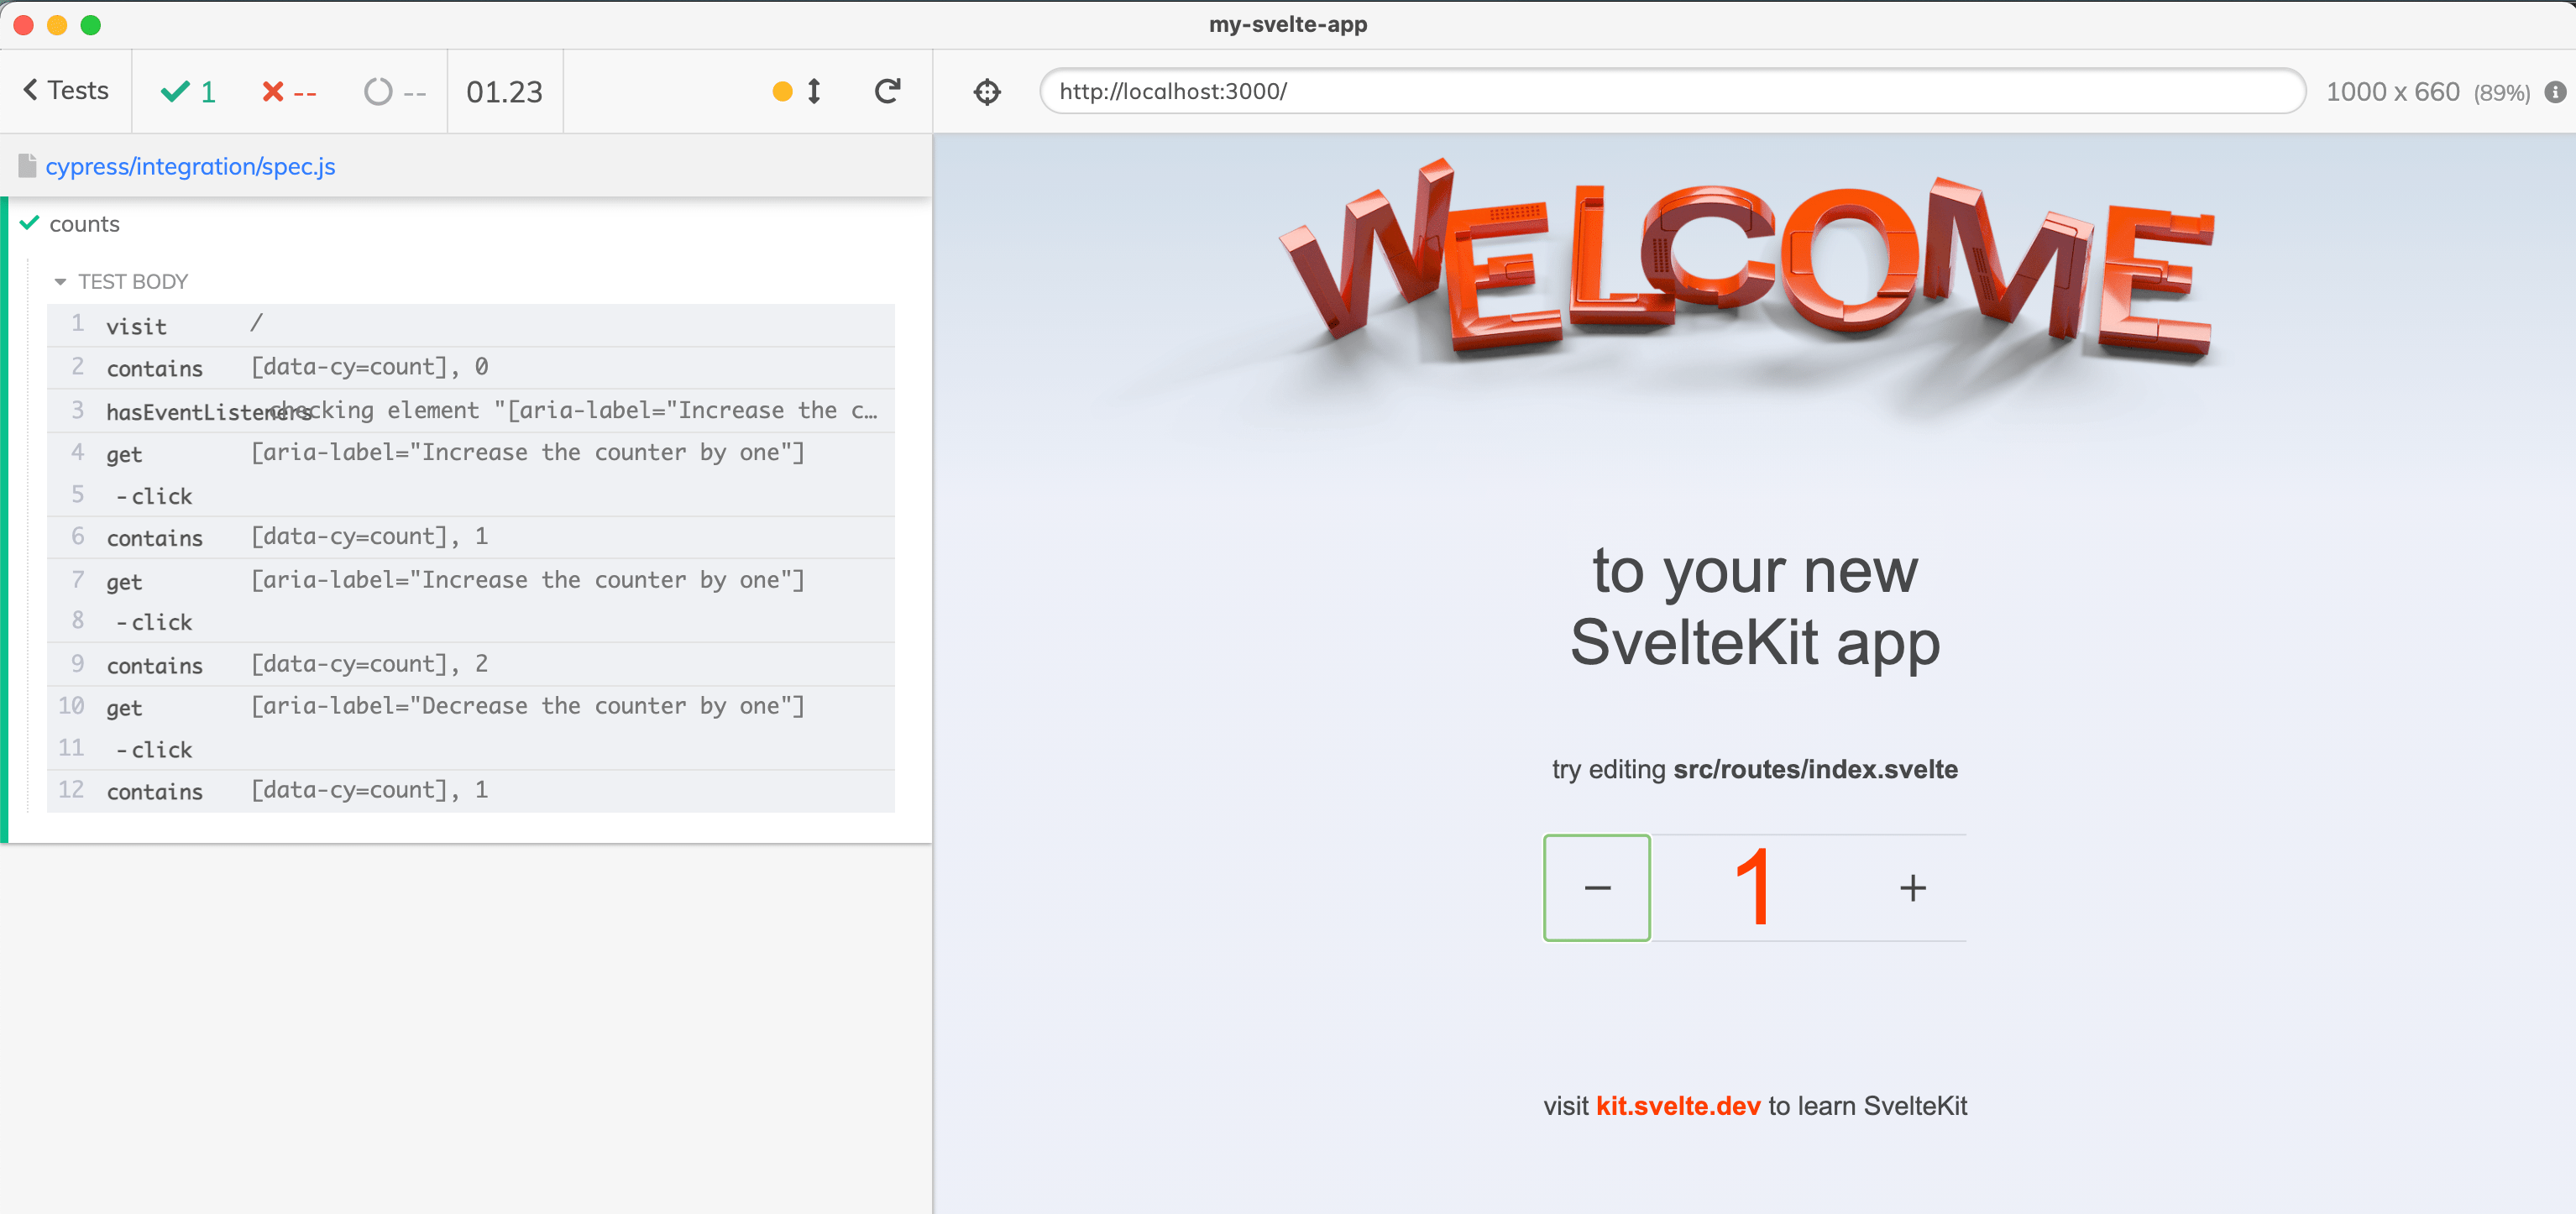 my-svelte-app
Tests
1
--
--
01.23
http://localhost:3000/
1000 x 660 (89%)
cypress/integration/spec.js
counts
TEST BODY
1 visit /
2 contains [data-cy=count], 0
3 hasEventListeners checking element "[aria-label="Increase the c…
4 get [aria-label="Increase the counter by one"]
5 -click
6 contains [data-cy=count], 1
7 get [aria-label="Increase the counter by one"]
8 -click
9 contains [data-cy=count], 2
10 get [aria-label="Decrease the counter by one"]
11 -click
12 contains [data-cy=count], 1
WELCOME
to your new
SvelteKit app
try editing src/routes/index.svelte
− 1 +
visit kit.svelte.dev to learn SvelteKit